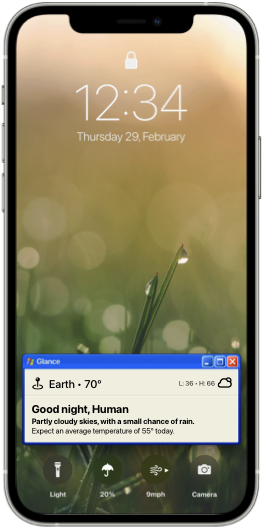 12:34
Thursday 29, February
Glance
Earth • 70°
L: 36 • H: 66
Good night, Human
Partly cloudy skies, with a small chance of rain.
Expect an average temperature of 55° today.
Light
20%
9mph
Camera